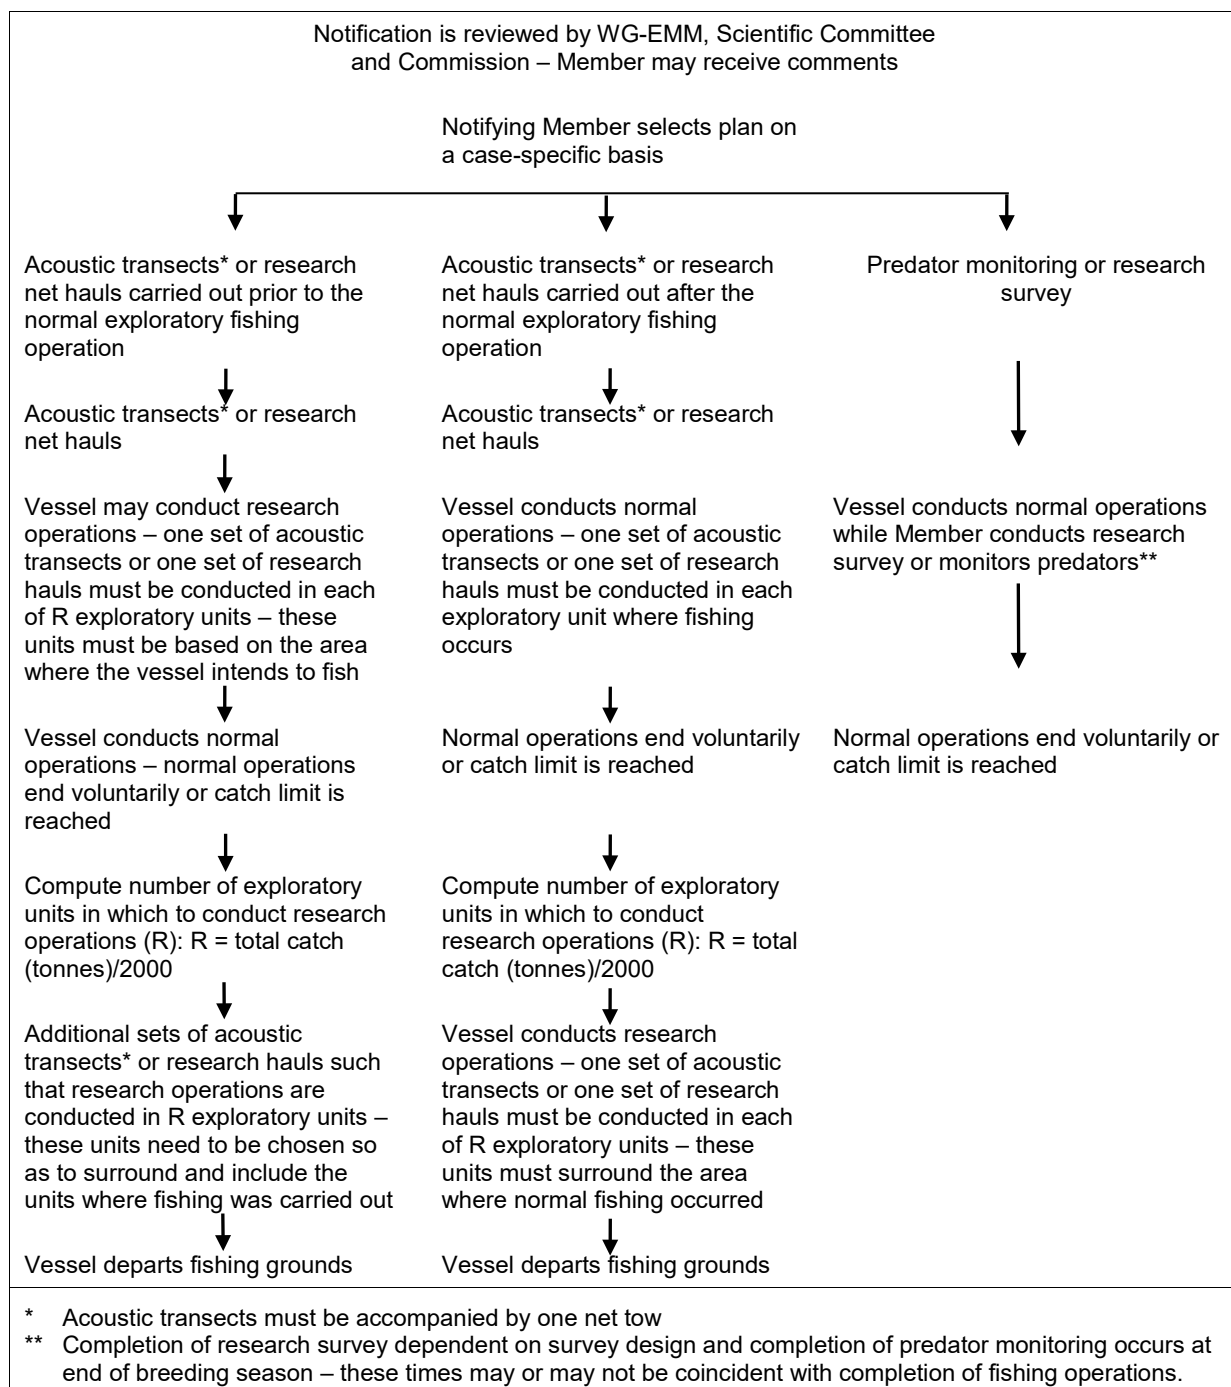 Notification is reviewed by WG-EMM, Scientific Committee
and Commission – Member may receive comments
Notifying Member selects plan on
a case-specific basis
Acoustic transects* or research
net hauls carried out prior to the
normal exploratory fishing
operation
Acoustic transects* or research
net hauls
Vessel may conduct research
operations – one set of acoustic
transects or one set of research
hauls must be conducted in each
of R exploratory units – these
units must be based on the area
where the vessel intends to fish
Vessel conducts normal
operations – normal operations
end voluntarily or catch limit is
reached
Compute number of exploratory
units in which to conduct research
operations (R): R = total catch
(tonnes)/2000
Additional sets of acoustic
transects* or research hauls such
that research operations are
conducted in R exploratory units –
these units need to be chosen so
as to surround and include the
units where fishing was carried out
Vessel departs fishing grounds
Acoustic transects* or research
net hauls carried out after the
normal exploratory fishing
operation
Acoustic transects* or research
net hauls
Vessel conducts normal
operations – one set of acoustic
transects or one set of research
hauls must be conducted in each
exploratory unit where fishing
occurs
Normal operations end voluntarily
or catch limit is reached
Compute number of exploratory
units in which to conduct
research operations (R): R = total
catch (tonnes)/2000
Vessel conducts research
operations – one set of acoustic
transects or one set of research
hauls must be conducted in each
of R exploratory units – these
units must surround the area
where normal fishing occurred
Vessel departs fishing grounds
Predator monitoring or research
survey
Vessel conducts normal operations
while Member conducts research
survey or monitors predators**
Normal operations end voluntarily or
catch limit is reached
* Acoustic transects must be accompanied by one net tow
** Completion of research survey dependent on survey design and completion of predator monitoring occurs at
end of breeding season – these times may or may not be coincident with completion of fishing operations.